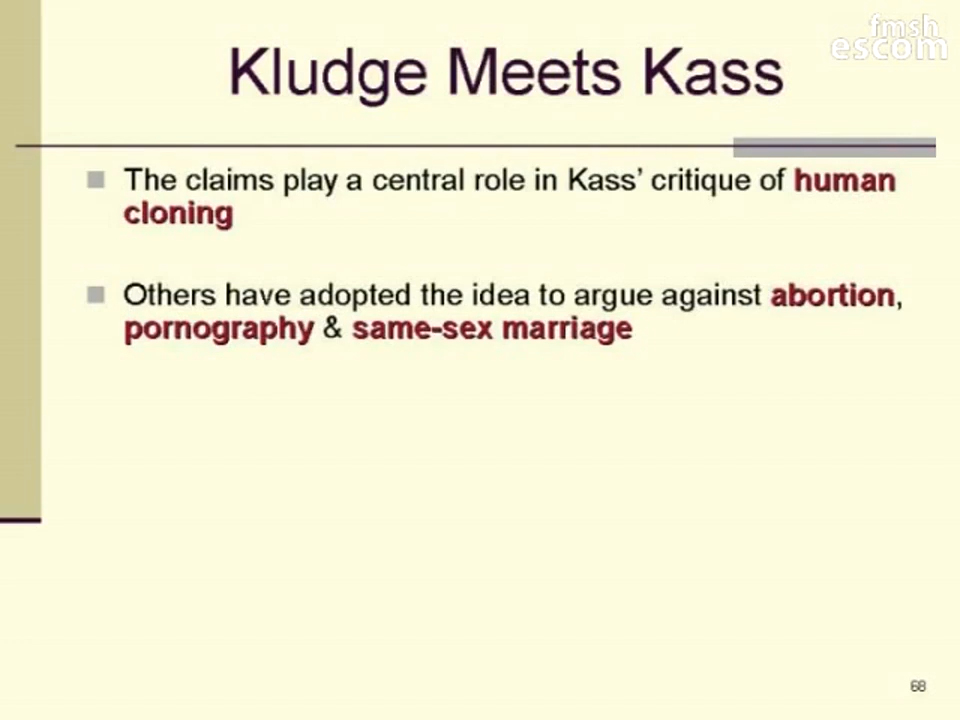 fmsh
escom
Kludge Meets Kass
The claims play a central role in Kass’ critique of human
cloning
Others have adopted the idea to argue against abortion,
pornography & same-sex marriage
68